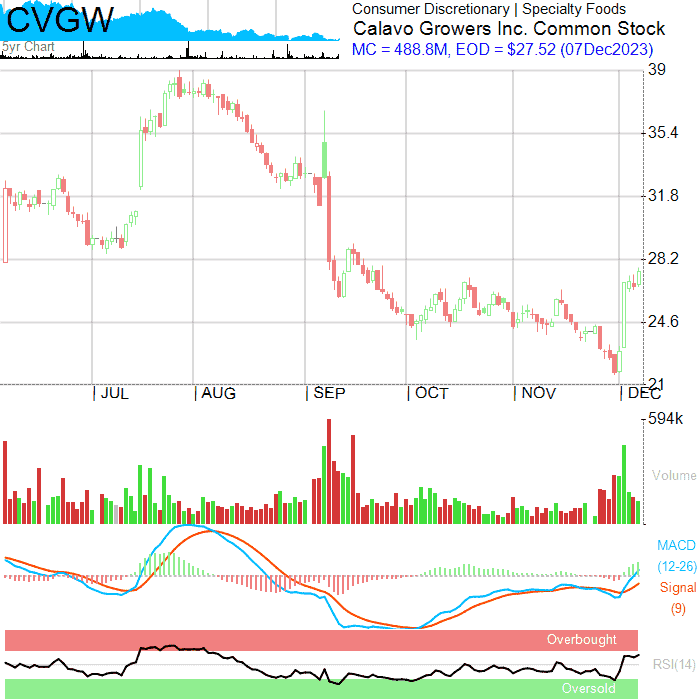 CVGW
5yr Chart
Consumer Discretionary | Specialty Foods
Calavo Growers Inc. Common Stock
MC = 488.8M, EOD = $27.52 (07Dec2023)
39
35.4
31.8
28.2
24.6
21
| JUL | AUG | SEP | OCT | NOV | DEC
594k
Volume
MACD
(12-26)
Signal
(9)
Overbought
RSI(14)
Oversold